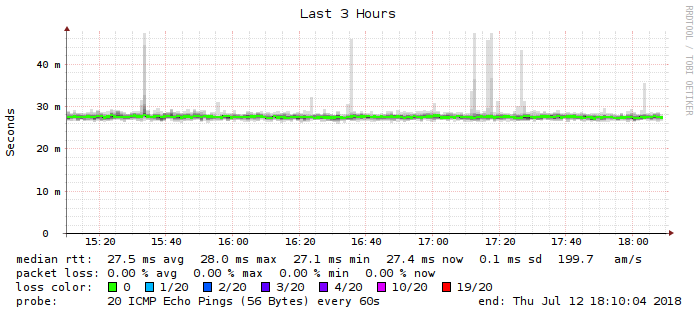 Last 3 Hours
RRDTOOL / TOBI OETIKER
Seconds
40 m
30 m
20 m
10 m
0
15:20 15:40 16:00 16:20 16:40 17:00 17:20 17:40 18:00
median rtt: 27.5 ms avg 28.0 ms max 27.1 ms min 27.4 ms now 0.1 ms sd 199.7 am/s
packet loss: 0.00 % avg 0.00 % max 0.00 % min 0.00 % now
loss color: 0 1/20 2/20 3/20 4/20 10/20 19/20
probe: 20 ICMP Echo Pings (56 Bytes) every 60s end: Thu Jul 12 18:10:04 2018